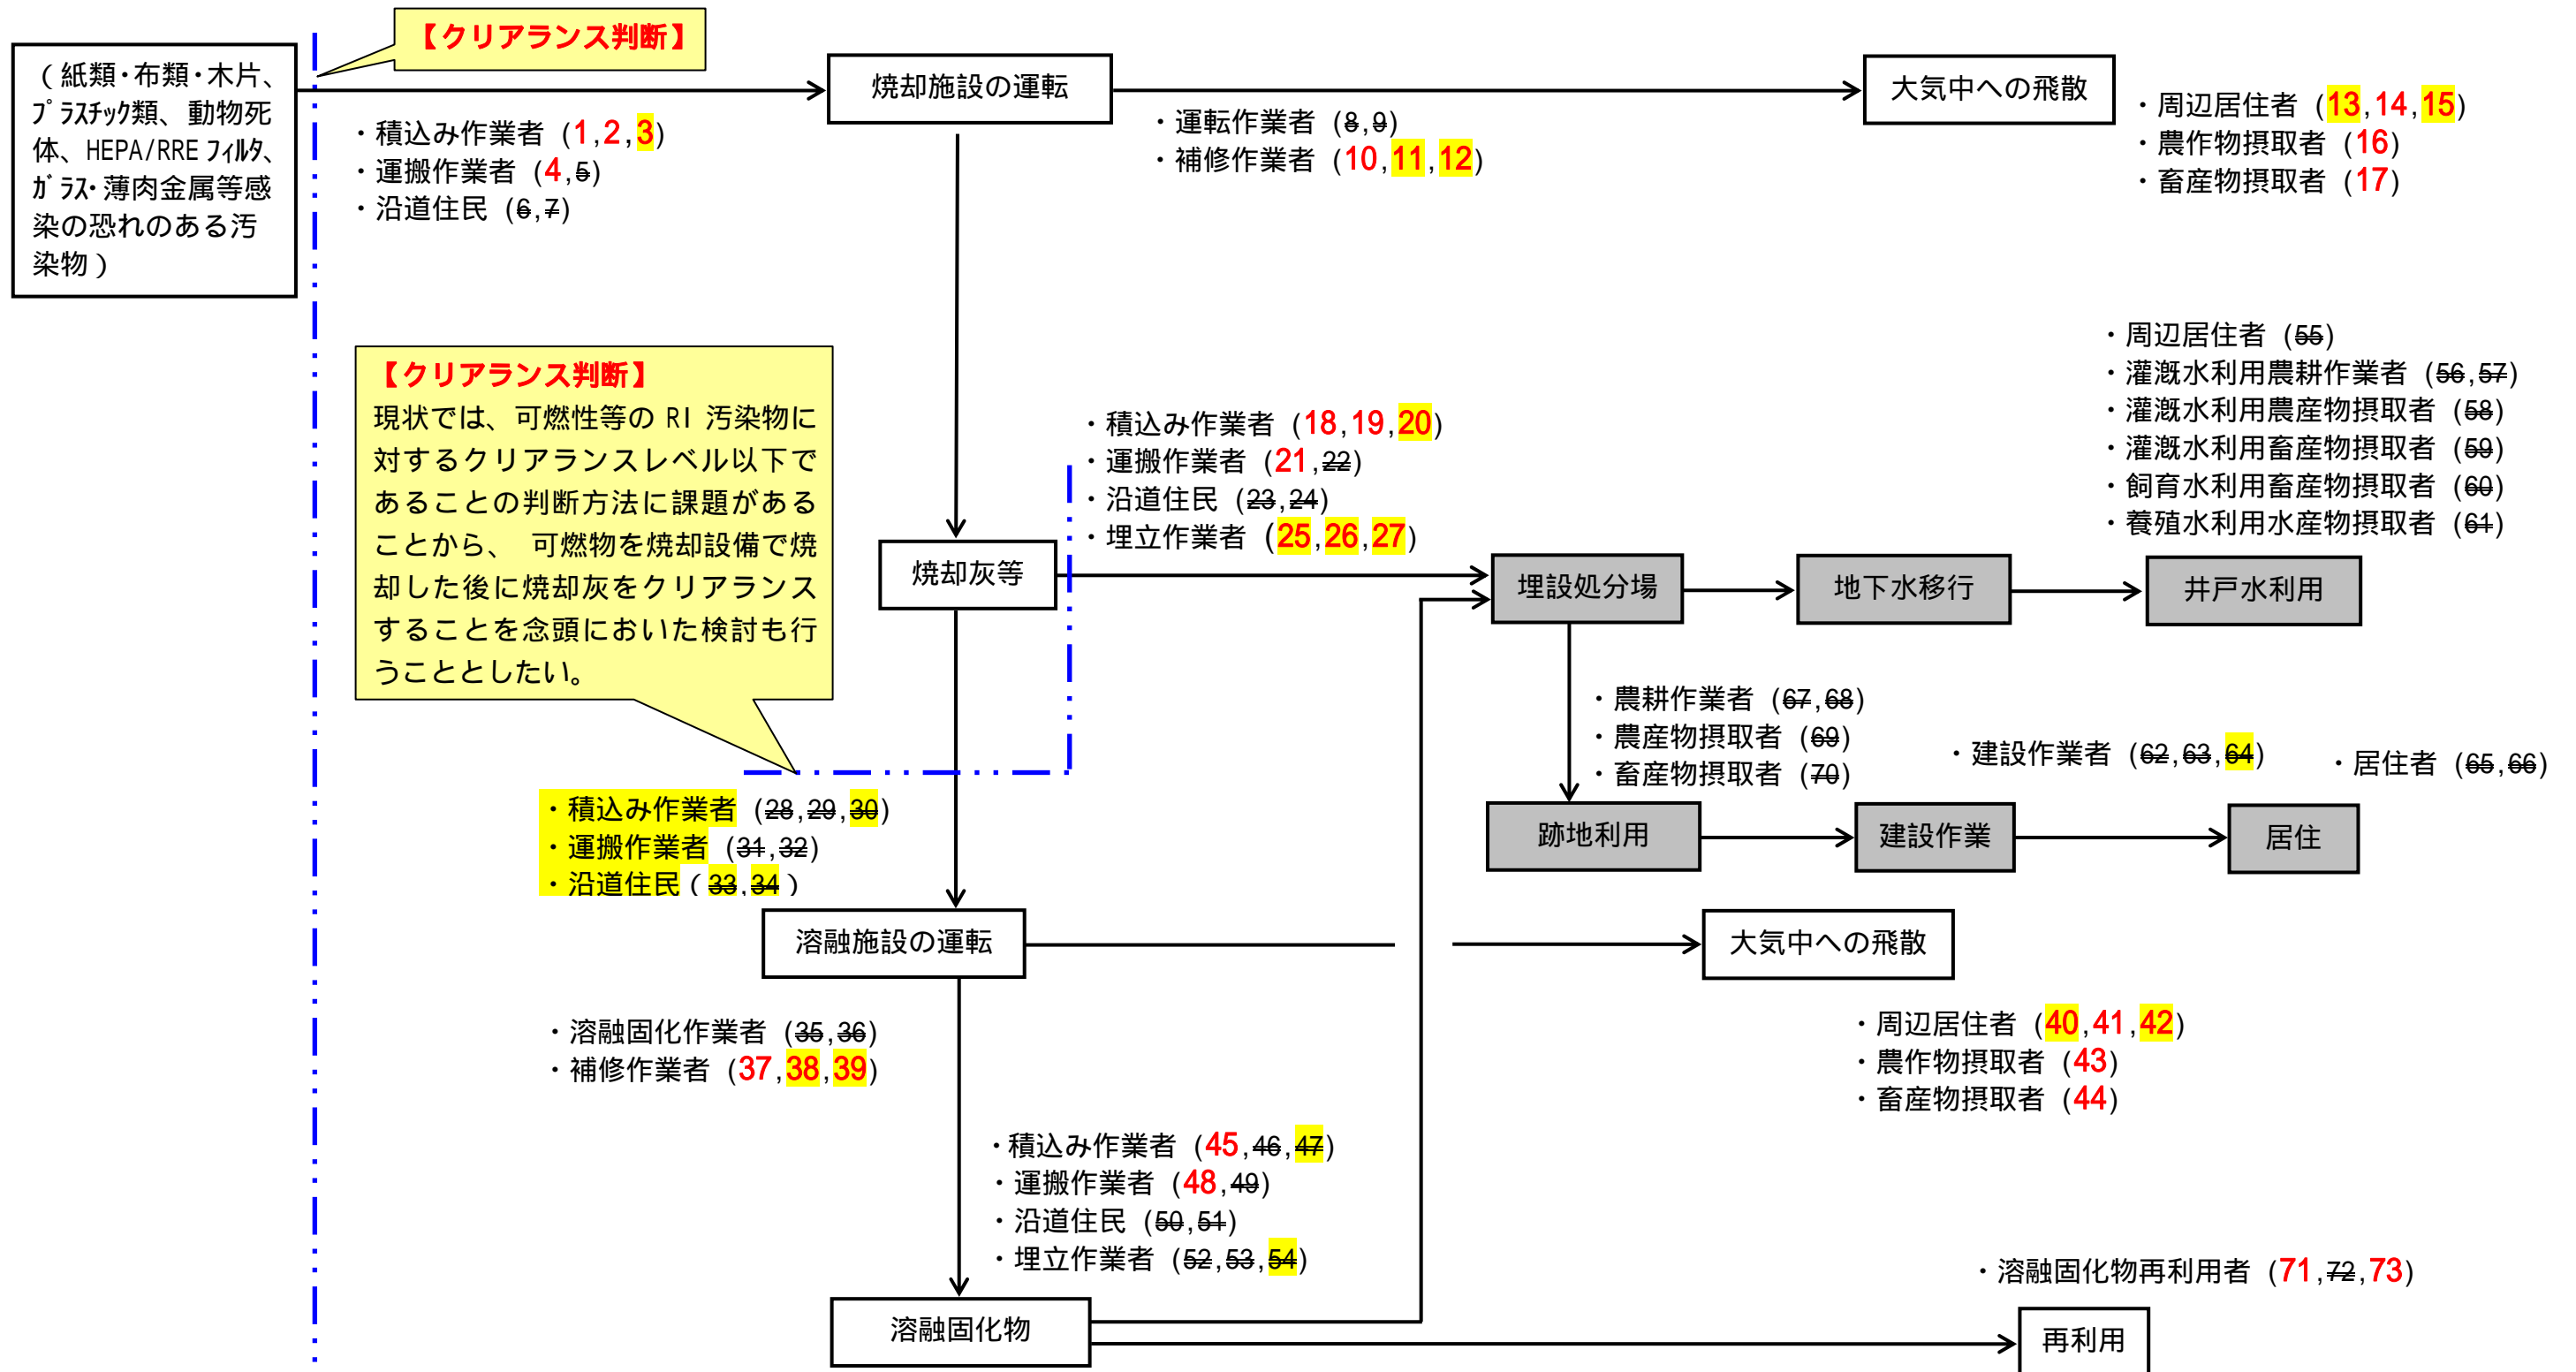 【クリアランス判断】
（紙類・布類・木片、
プラスチック類、動物死
体、HEPA/RRE フィルタ、
ガラス・薄肉金属等感
染の恐れのある汚
染物）
焼却施設の運転
大気中への飛散
・積込み作業者 (1,2,3)
・運搬作業者 (4,5)
・沿道住民 (6,7)
・運転作業者 (8,9)
・補修作業者 (10,11,12)
・周辺居住者 (13,14,15)
・農作物摂取者 (16)
・畜産物摂取者 (17)
【クリアランス判断】
現状では、可燃性等の RI 汚染物に
対するクリアランスレベル以下で
あることの判断方法に課題がある
ことから、 可燃物を焼却設備で焼
却した後に焼却灰をクリアランス
することを念頭においた検討も行
うこととしたい。
・積込み作業者 (18,19,20)
・運搬作業者 (21,22)
・沿道住民 (23,24)
・埋立作業者 (25,26,27)
・周辺居住者 (55)
・灌漑水利用農耕作業者 (56,57)
・灌漑水利用農産物摂取者 (58)
・灌漑水利用畜産物摂取者 (59)
・飼育水利用畜産物摂取者 (60)
・養殖水利用水産物摂取者 (61)
焼却灰等
埋設処分場
地下水移行
井戸水利用
・農耕作業者 (67,68)
・農産物摂取者 (69)
・畜産物摂取者 (70)
・建設作業者 (62,63,64)
・居住者 (65,66)
跡地利用
建設作業
居住
・積込み作業者 (28,29,30)
・運搬作業者 (31,32)
・沿道住民（33,34）
溶融施設の運転
大気中への飛散
・溶融固化作業者 (35,36)
・補修作業者 (37,38,39)
・周辺居住者 (40,41,42)
・農作物摂取者 (43)
・畜産物摂取者 (44)
・積込み作業者 (45,46,47)
・運搬作業者 (48,49)
・沿道住民 (50,51)
・埋立作業者 (52,53,54)
・溶融固化物再利用者 (71,72,73)
溶融固化物
再利用